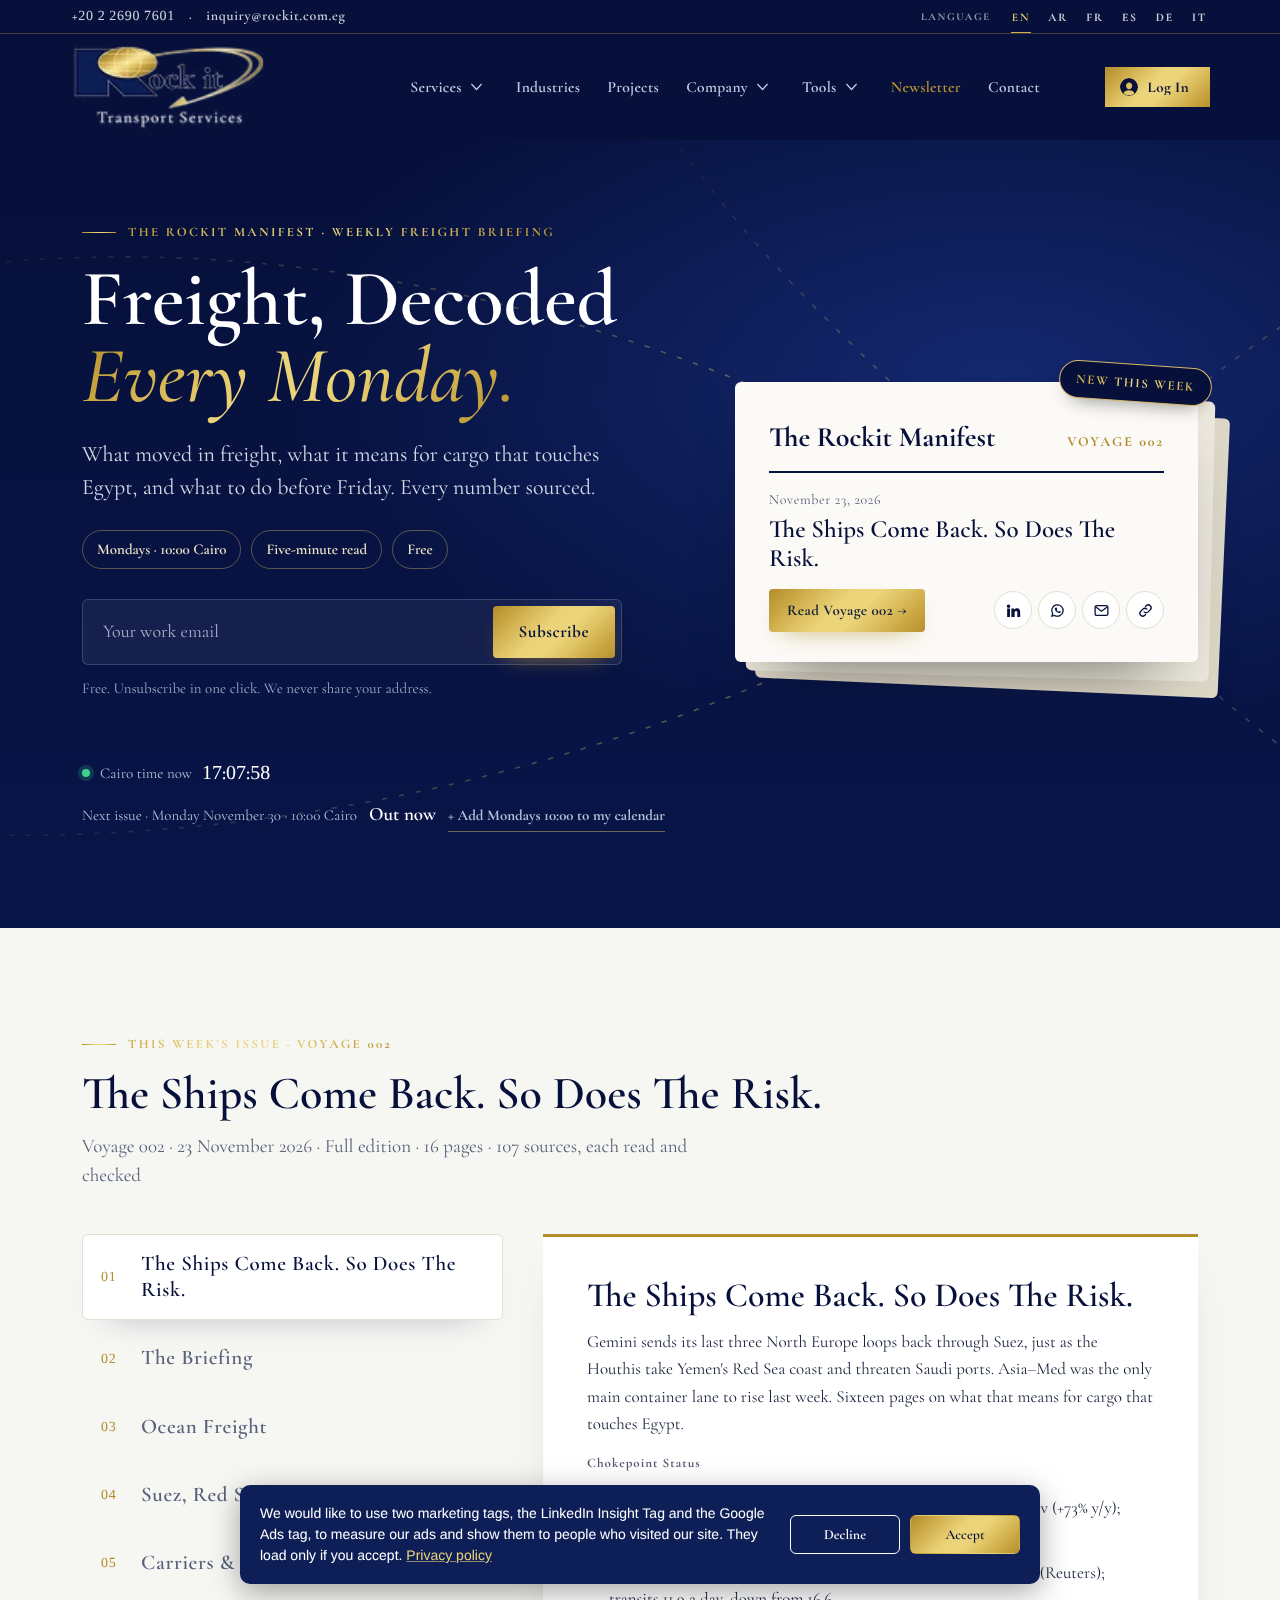 +20 2 2690 7601 · inquiry@rockit.com.eg
LANGUAGE EN AR FR ES DE IT
Rock it
Transport Services
Services Industries Projects Company Tools Newsletter Contact
Log In
THE ROCKIT MANIFEST · WEEKLY FREIGHT BRIEFING
Freight, Decoded
Every Monday.
What moved in freight, what it means for cargo that touches
Egypt, and what to do before Friday. Every number sourced.
Mondays · 10:00 Cairo
Five-minute read
Free
Your work email
Subscribe
Free. Unsubscribe in one click. We never share your address.
Cairo time now 17:07:58
Next issue · Monday November 30 · 10:00 Cairo Out now + Add Mondays 10:00 to my calendar
NEW THIS WEEK
The Rockit Manifest
VOYAGE 002
November 23, 2026
The Ships Come Back. So Does The
Risk.
Read Voyage 002 →
THIS WEEK'S ISSUE · VOYAGE 002
The Ships Come Back. So Does The Risk.
Voyage 002 · 23 November 2026 · Full edition · 16 pages · 107 sources, each read and
checked
01 The Ships Come Back. So Does The
Risk.
02 The Briefing
03 Ocean Freight
04 Suez, Red S
05 Carriers &
The Ships Come Back. So Does The Risk.
Gemini sends its last three North Europe loops back through Suez, just as the
Houthis take Yemen's Red Sea coast and threaten Saudi ports. Asia–Med was the only
main container lane to rise last week. Sixteen pages on what that means for cargo that
touches Egypt.
Chokepoint Status
v (+73% y/y);
(Reuters);
transits 11.9 a day, down from 16.6
We would like to use two marketing tags, the LinkedIn Insight Tag and the Google
Ads tag, to measure our ads and show them to people who visited our site. They
load only if you accept. Privacy policy
Decline
Accept